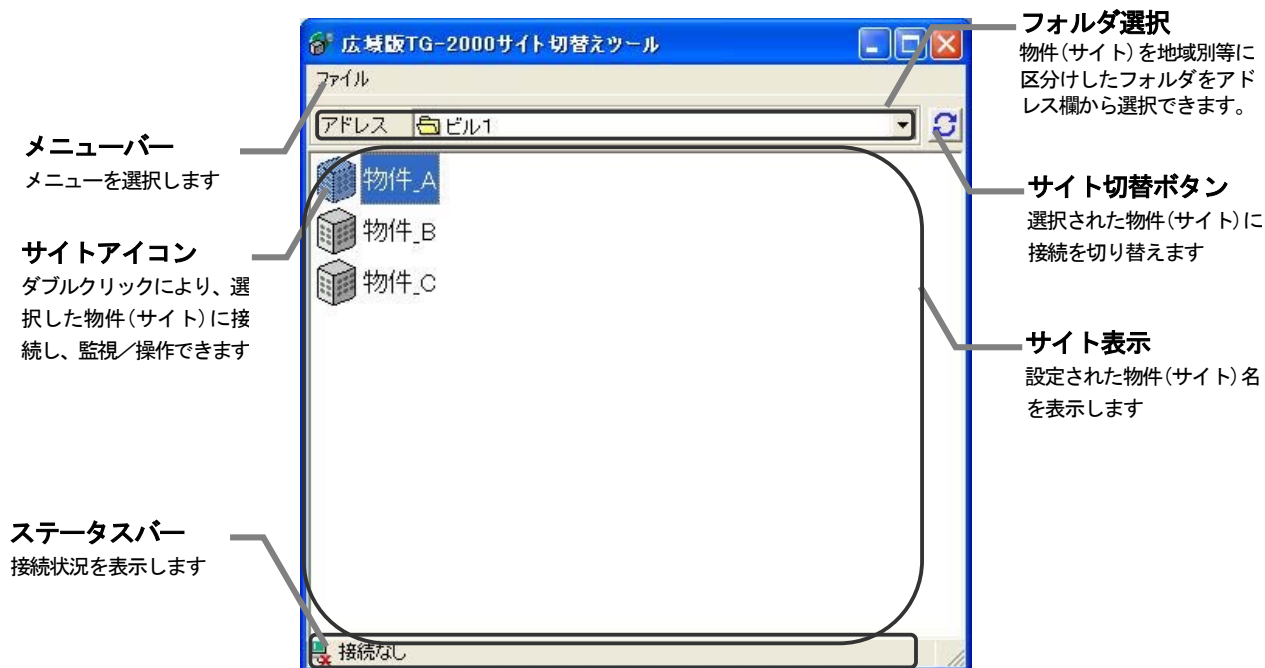 フォルダ選択
物件(サイト)を地域別等に
区分けしたフォルダをアド
レス欄から選択できます。
広域版TG-2000サイト切替えツール
ファイル
アドレス ビル1
メニューバー
メニューを選択します
物件_A
物件_B
物件_C
サイト切替ボタン
選択された物件(サイト)に
接続を切り替えます
サイトアイコン
ダブルクリックにより、選
択した物件(サイト)に接
続し、監視/操作できます
サイト表示
設定された物件(サイト)名
を表示します
ステータスバー
接続状況を表示します
接続なし